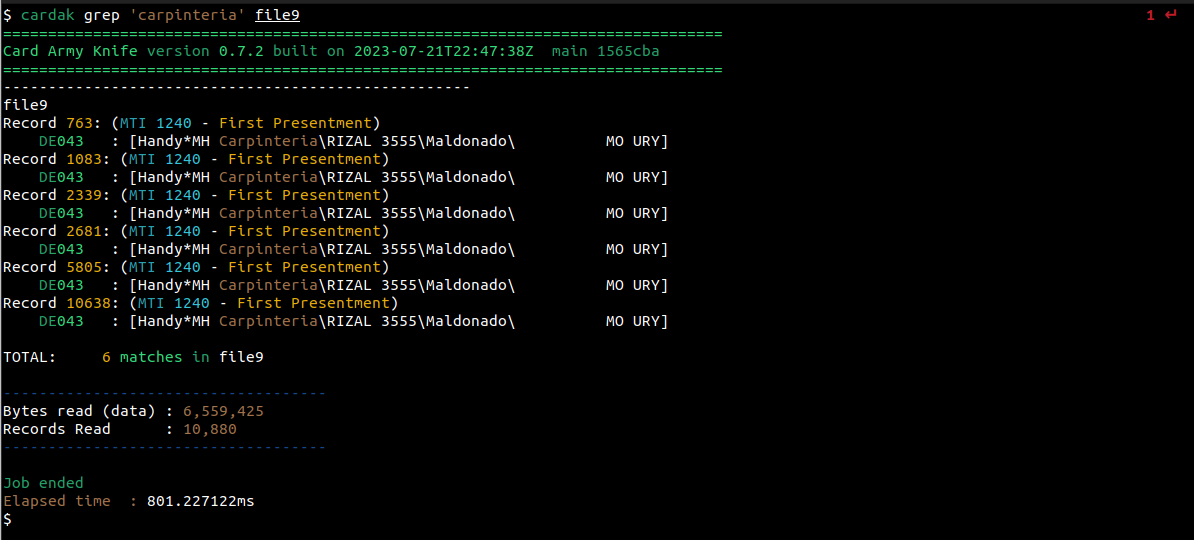 $ cardak grep 'carpinteria' file9 1 ↵
================================================================================
Card Army Knife version 0.7.2 built on 2023-07-21T22:47:38Z  main 1565cba
================================================================================
----------------------------------------------------
file9
Record 763: (MTI 1240 - First Presentment)
    DE043   : [Handy*MH Carpinteria\RIZAL 3555\Maldonado\          MO URY]
Record 1083: (MTI 1240 - First Presentment)
    DE043   : [Handy*MH Carpinteria\RIZAL 3555\Maldonado\          MO URY]
Record 2339: (MTI 1240 - First Presentment)
    DE043   : [Handy*MH Carpinteria\RIZAL 3555\Maldonado\          MO URY]
Record 2681: (MTI 1240 - First Presentment)
    DE043   : [Handy*MH Carpinteria\RIZAL 3555\Maldonado\          MO URY]
Record 5805: (MTI 1240 - First Presentment)
    DE043   : [Handy*MH Carpinteria\RIZAL 3555\Maldonado\          MO URY]
Record 10638: (MTI 1240 - First Presentment)
    DE043   : [Handy*MH Carpinteria\RIZAL 3555\Maldonado\          MO URY]
TOTAL:     6 matches in file9
------------------------------------
Bytes read (data) : 6,559,425
Records Read      : 10,880
------------------------------------
Job ended
Elapsed time  : 801.227122ms
$